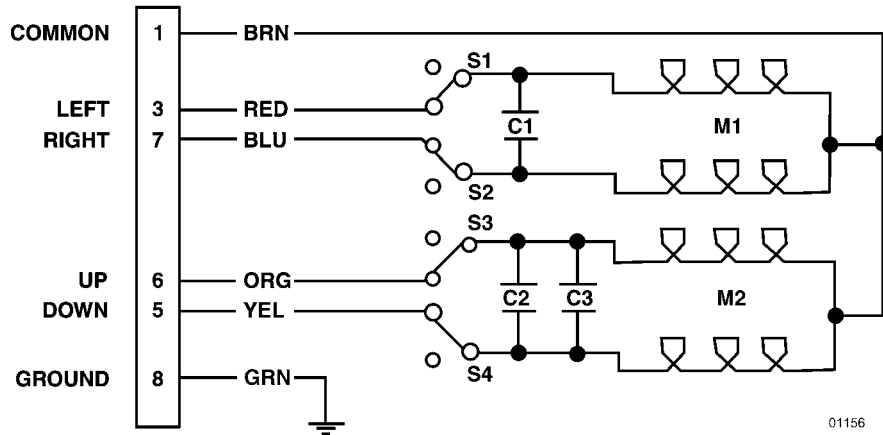 COMMON 1 BRN
S1
LEFT 3 RED
C1 M1
RIGHT 7 BLU
S2
S3
UP 6 ORG
C2 C3 M2
DOWN 5 YEL
S4
GROUND 8 GRN
01156